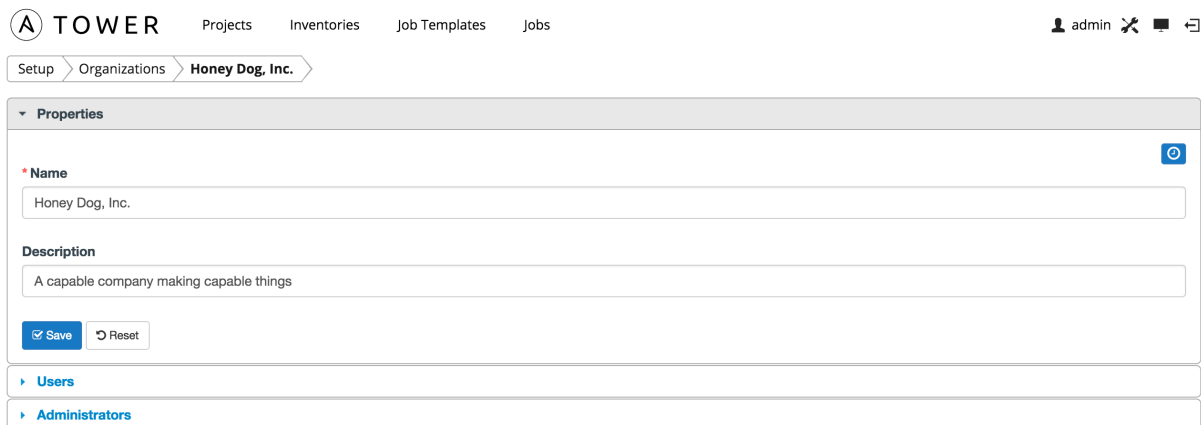 A TOWER Projects Inventories Job Templates Jobs admin
Setup Organizations Honey Dog, Inc.
Properties
* Name
Honey Dog, Inc.
Description
A capable company making capable things
Save Reset
Users
Administrators